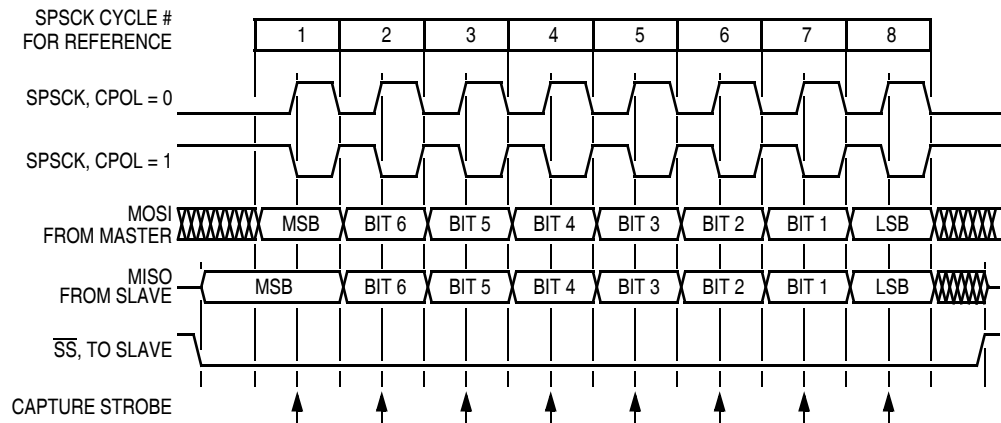 SPSCK CYCLE #
FOR REFERENCE
1 2 3 4 5 6 7 8
SPSCK, CPOL = 0
SPSCK, CPOL = 1
MOSI
FROM MASTER
MSB BIT 6 BIT 5 BIT 4 BIT 3 BIT 2 BIT 1 LSB
MISO
FROM SLAVE
MSB BIT 6 BIT 5 BIT 4 BIT 3 BIT 2 BIT 1 LSB
S̅S̅, TO SLAVE
CAPTURE STROBE